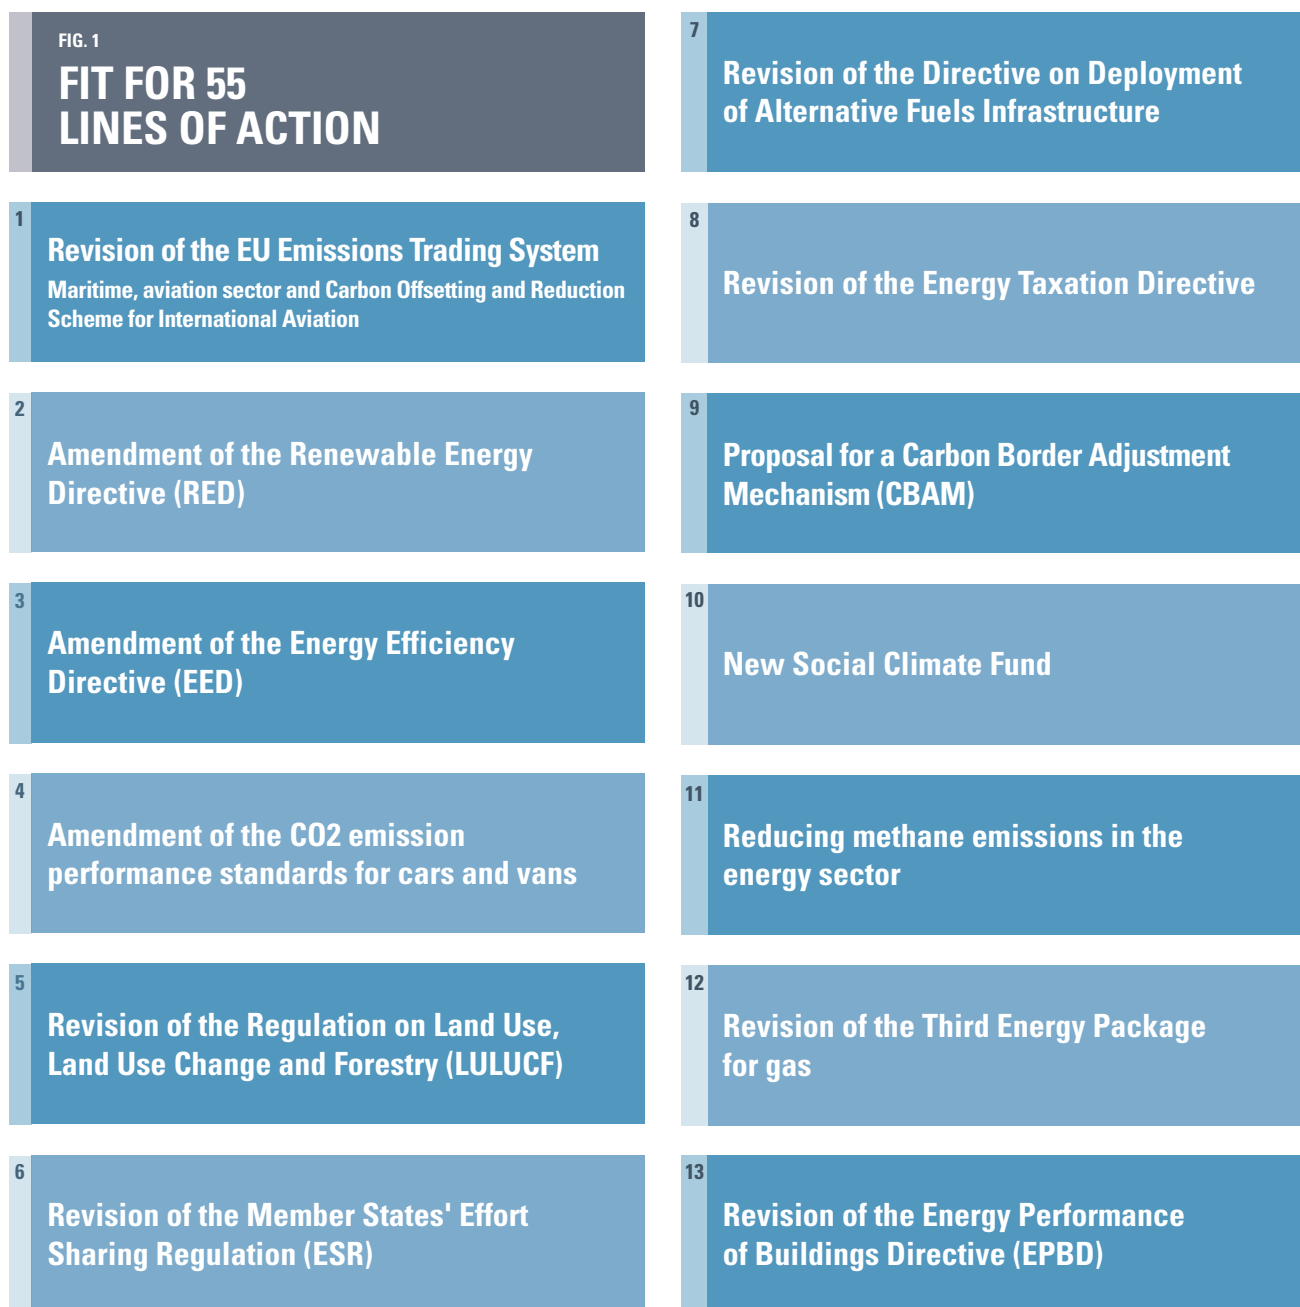 FIG. 1
FIT FOR 55
LINES OF ACTION
1
Revision of the EU Emissions Trading System
Maritime, aviation sector and Carbon Offsetting and Reduction
Scheme for International Aviation
2
Amendment of the Renewable Energy
Directive (RED)
3
Amendment of the Energy Efficiency
Directive (EED)
4
Amendment of the CO2 emission
performance standards for cars and vans
5
Revision of the Regulation on Land Use,
Land Use Change and Forestry (LULUCF)
6
Revision of the Member States' Effort
Sharing Regulation (ESR)
7
Revision of the Directive on Deployment
of Alternative Fuels Infrastructure
8
Revision of the Energy Taxation Directive
9
Proposal for a Carbon Border Adjustment
Mechanism (CBAM)
10
New Social Climate Fund
11
Reducing methane emissions in the
energy sector
12
Revision of the Third Energy Package
for gas
13
Revision of the Energy Performance
of Buildings Directive (EPBD)